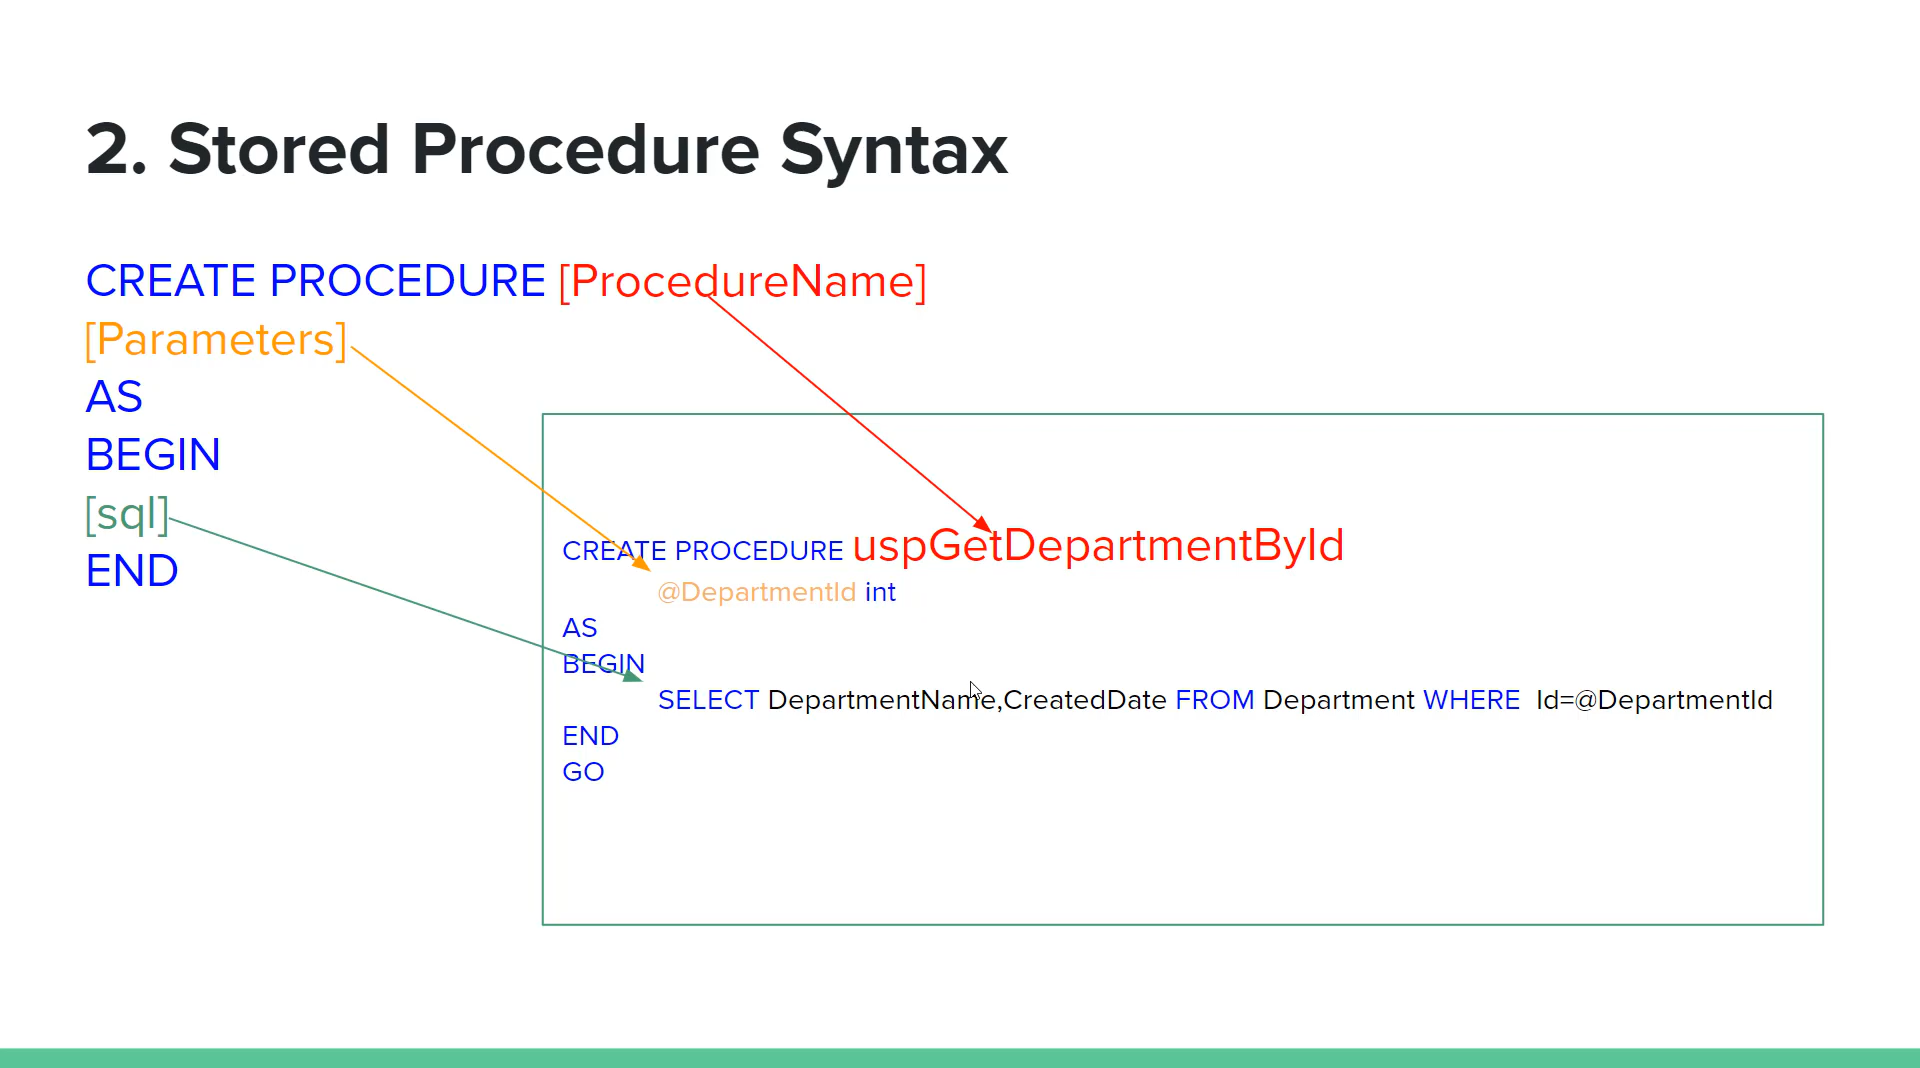 2. Stored Procedure Syntax
CREATE PROCEDURE [ProcedureName]
[Parameters]
AS
BEGIN
[sql]
END
CREATE PROCEDURE uspGetDepartmentById
@DepartmentId int
AS
BEGIN
SELECT DepartmentName,CreatedDate FROM Department WHERE  Id=@DepartmentId
END
GO